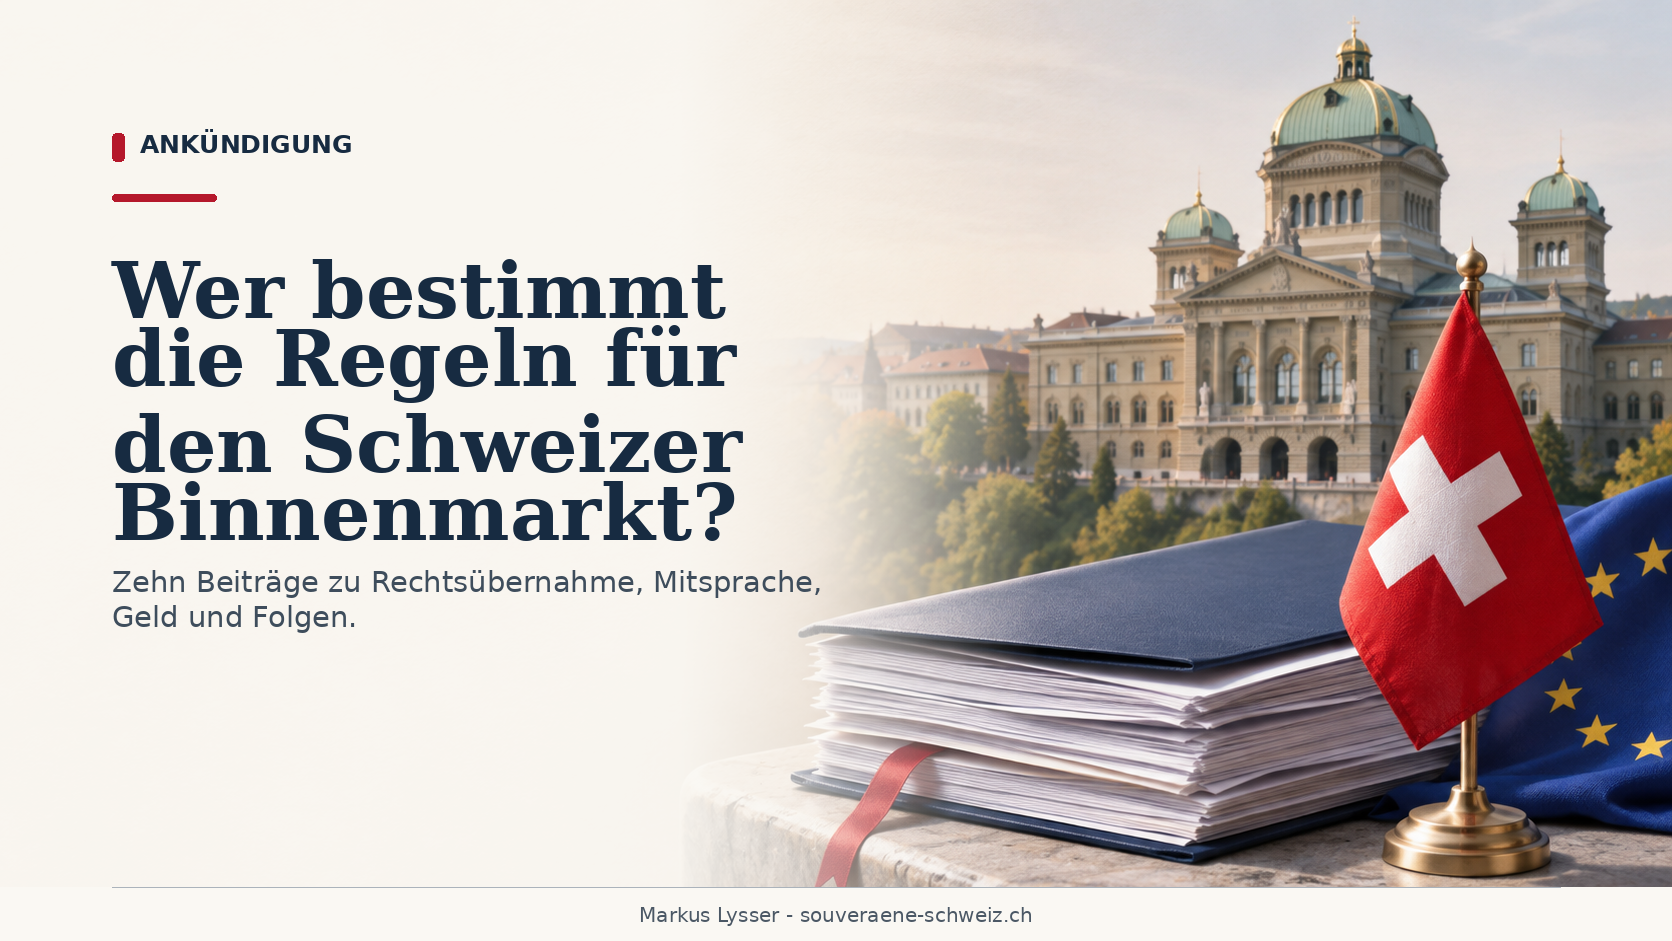 ANKÜNDIGUNG
Wer bestimmt
die Regeln für
den Schweizer
Binnenmarkt?
Zehn Beiträge zu Rechtsübernahme, Mitsprache,
Geld und Folgen.
Markus Lysser - souveraene-schweiz.ch